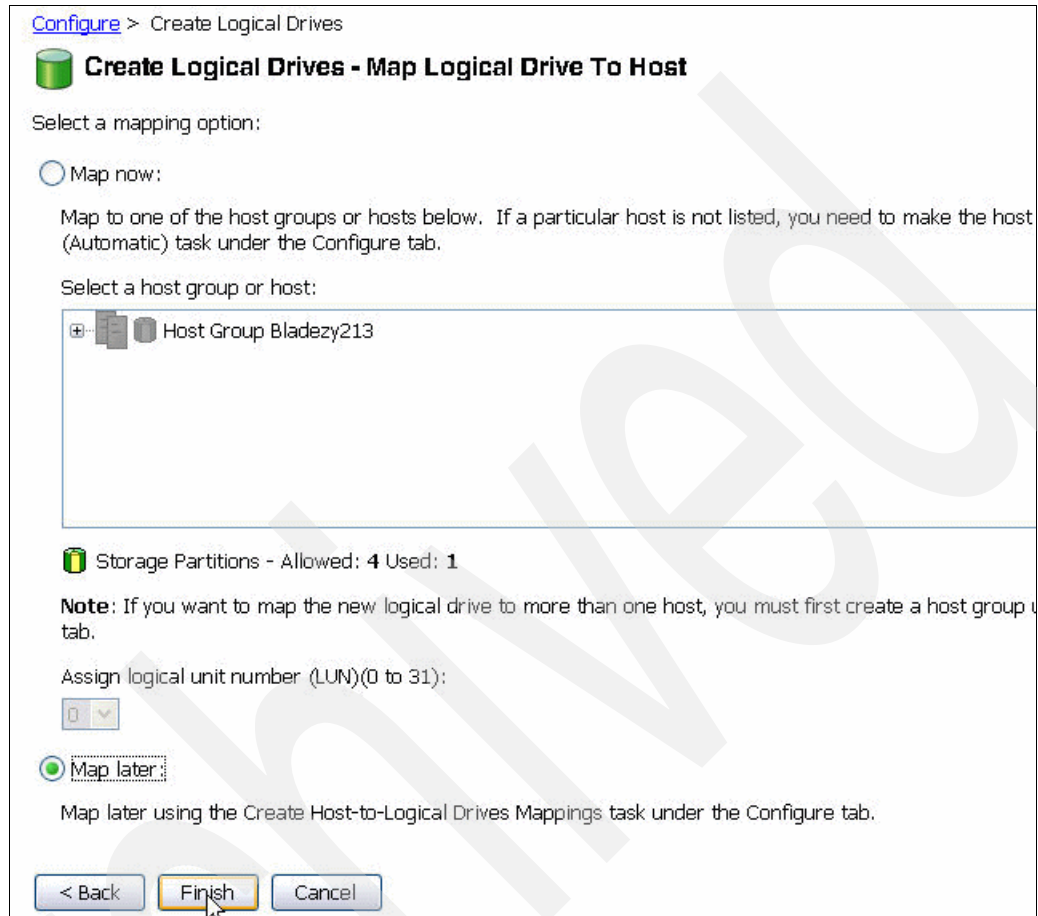 Configure > Create Logical Drives
Create Logical Drives - Map Logical Drive To Host
Select a mapping option:
Map now:
Map to one of the host groups or hosts below. If a particular host is not listed, you need to make the host
(Automatic) task under the Configure tab.
Select a host group or host:
Host Group Bladezy213
Storage Partitions - Allowed: 4 Used: 1
Note: If you want to map the new logical drive to more than one host, you must first create a host group
tab.
Assign logical unit number (LUN)(0 to 31):
0
Map later:
Map later using the Create Host-to-Logical Drives Mappings task under the Configure tab.
< Back Finish Cancel